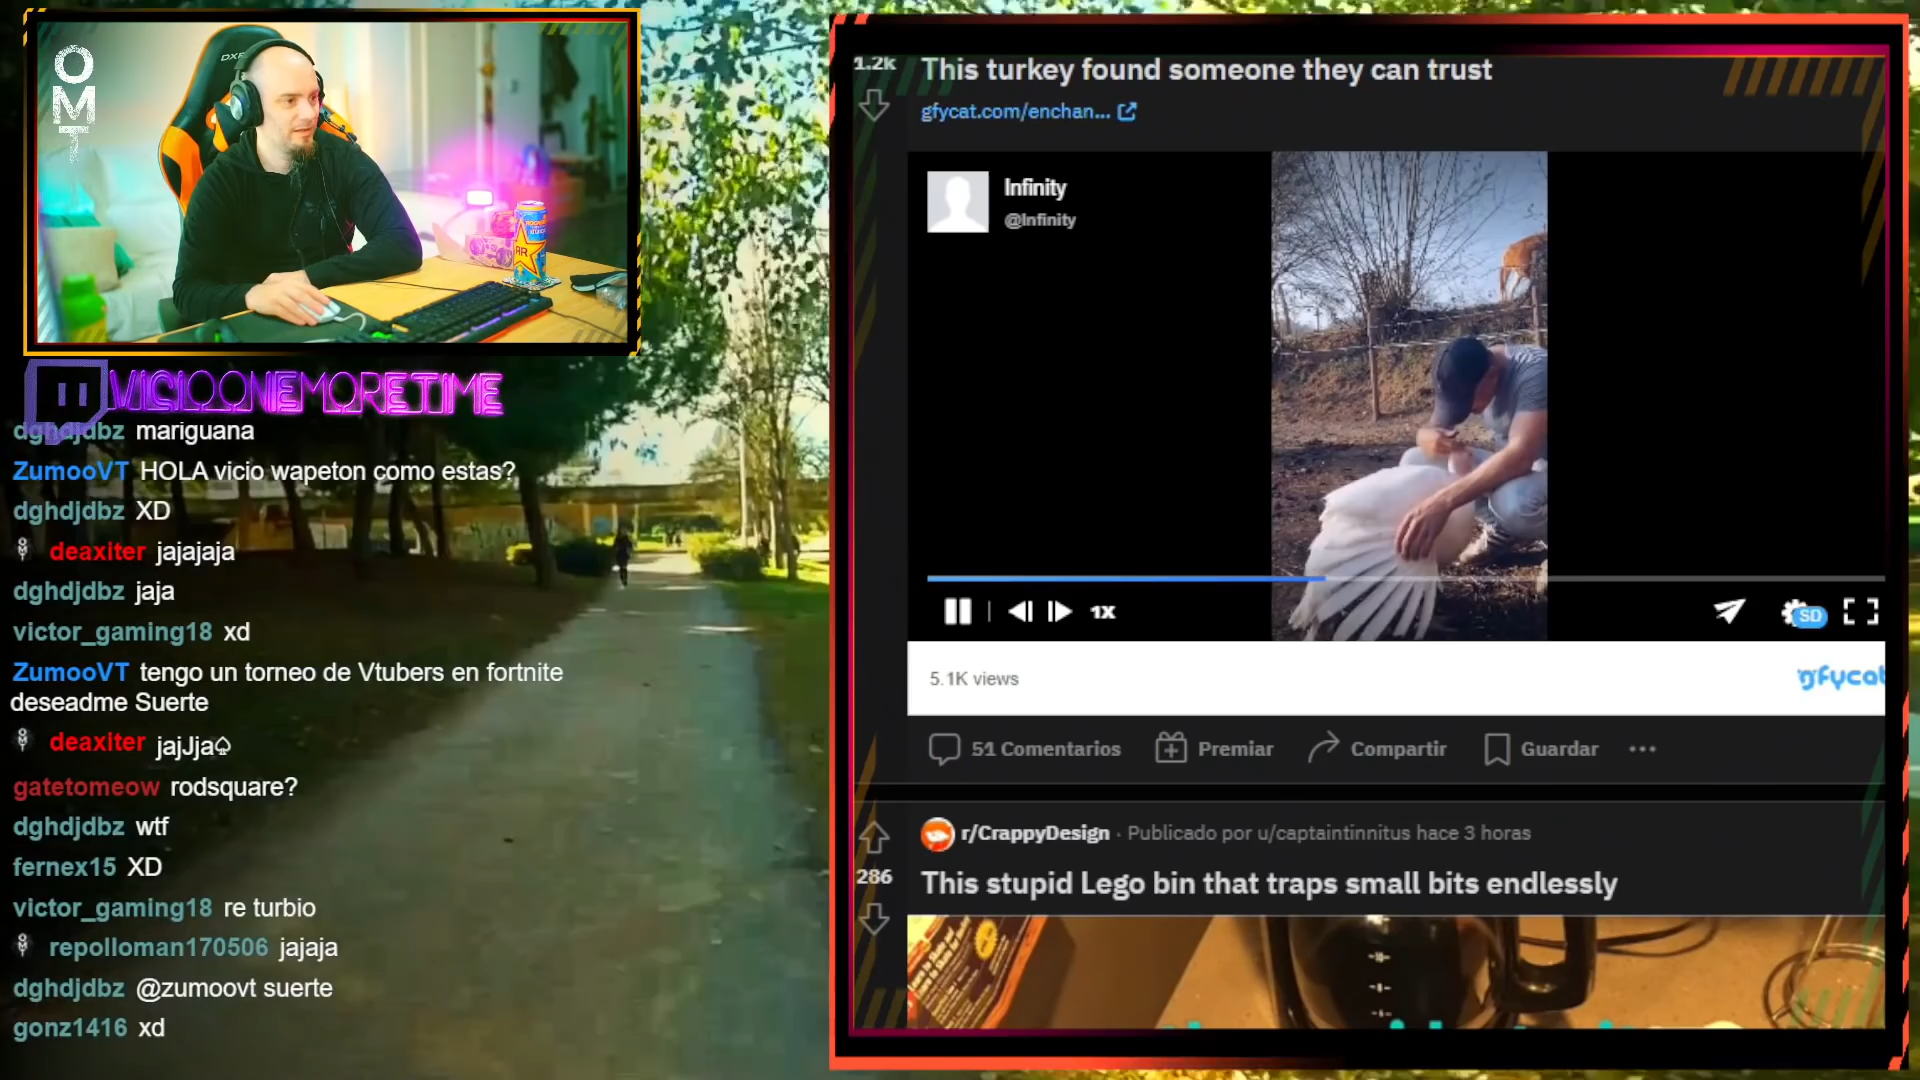 OMT
DXR
RR
VICIOONEMORETIME
dghdjdbz mariguana
ZumooVT HOLA vicio wapeton como estas?
dghdjdbz XD
deaxiter jajajaja
dghdjdbz jaja
victor_gaming18 xd
ZumooVT tengo un torneo de Vtubers en fortnite
deseadme Suerte
deaxiter jajJja♤
gatetomeow rodsquare?
dghdjdbz wtf
fernex15 XD
victor_gaming18 re turbio
repolloman170506 jajaja
dghdjdbz @zumoovt suerte
gonz1416 xd
1.2k
This turkey found someone they can trust
gfycat.com/enchan...
Infinity
@Infinity
1X
SD
5.1K views
gfycat
51 Comentarios Premiar Compartir Guardar ...
r/CrappyDesign · Publicado por u/captaintinnitus hace 3 horas
286
This stupid Lego bin that traps small bits endlessly